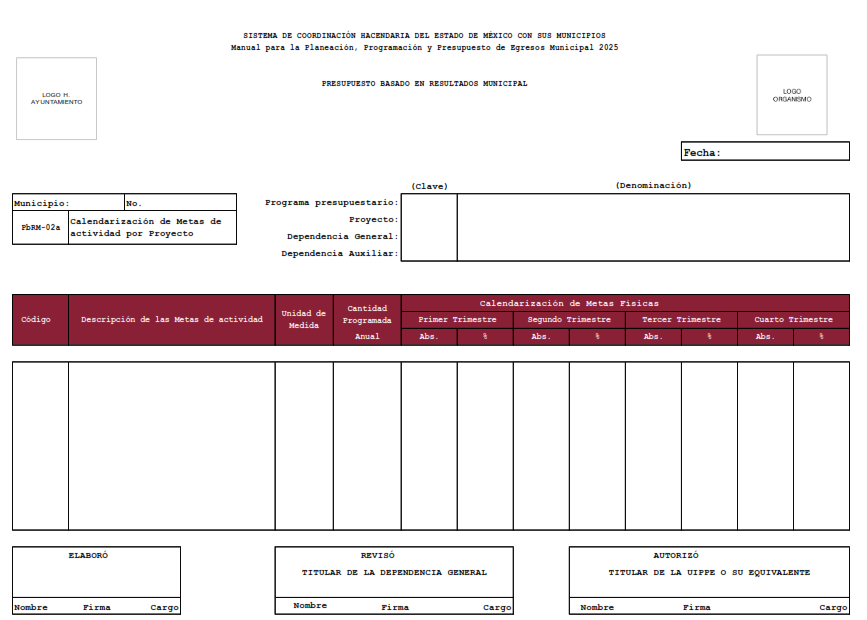 SISTEMA DE COORDINACIÓN HACENDARIA DEL ESTADO DE MÉXICO CON SUS MUNICIPIOS
Manual para la Planeación, Programación y Presupuesto de Egresos Municipal 2025
PRESUPUESTO BASADO EN RESULTADOS MUNICIPAL
LOGO H.
AYUNTAMIENTO
LOGO
ORGANISMO
Fecha:
(Clave) (Denominación)
Municipio: No.
PbRM-02a
Calendarización de Metas de
actividad por Proyecto
Programa presupuestario:
Proyecto:
Dependencia General:
Dependencia Auxiliar:
Código
Descripción de las Metas de actividad
Unidad de
Medida
Cantidad
Programada
Anual
Calendarización de Metas Físicas
Primer Trimestre Segundo Trimestre Tercer Trimestre Cuarto Trimestre
Abs. % Abs. % Abs. % Abs. %
ELABORÓ
Nombre Firma Cargo
REVISÓ
TITULAR DE LA DEPENDENCIA GENERAL
Nombre Firma Cargo
AUTORIZÓ
TITULAR DE LA UIPPE O SU EQUIVALENTE
Nombre Firma Cargo